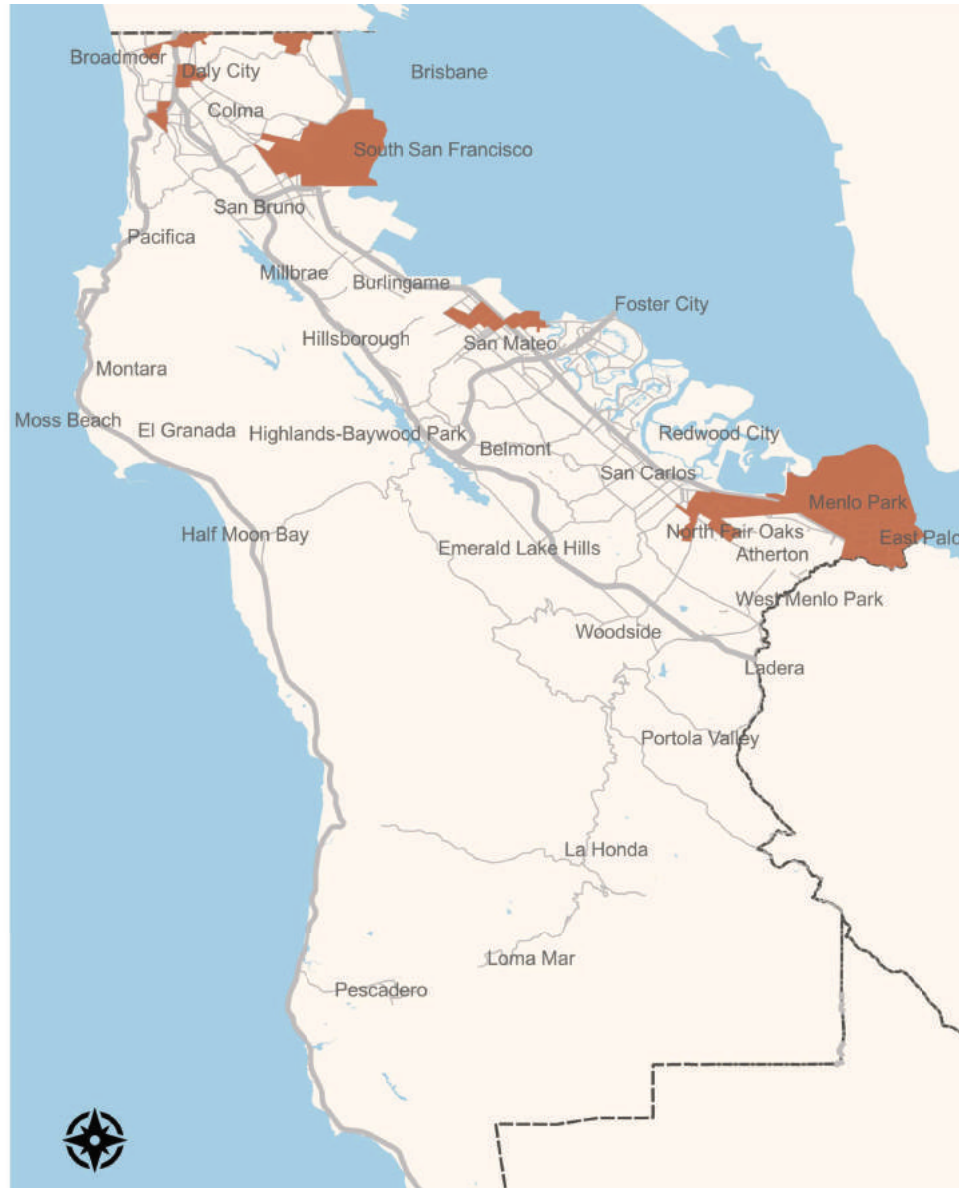 Broadmoor
Daly City
Brisbane
Colma
South San Francisco
San Bruno
Pacifica
Millbrae
Burlingame
Foster City
Hillsborough
San Mateo
Montara
Moss Beach
El Granada
Highlands-Baywood Park
Belmont
Redwood City
San Carlos
Menlo Park
Half Moon Bay
North Fair Oaks
East Palo
Emerald Lake Hills
Atherton
West Menlo Park
Woodside
Ladera
Portola Valley
La Honda
Loma Mar
Pescadero